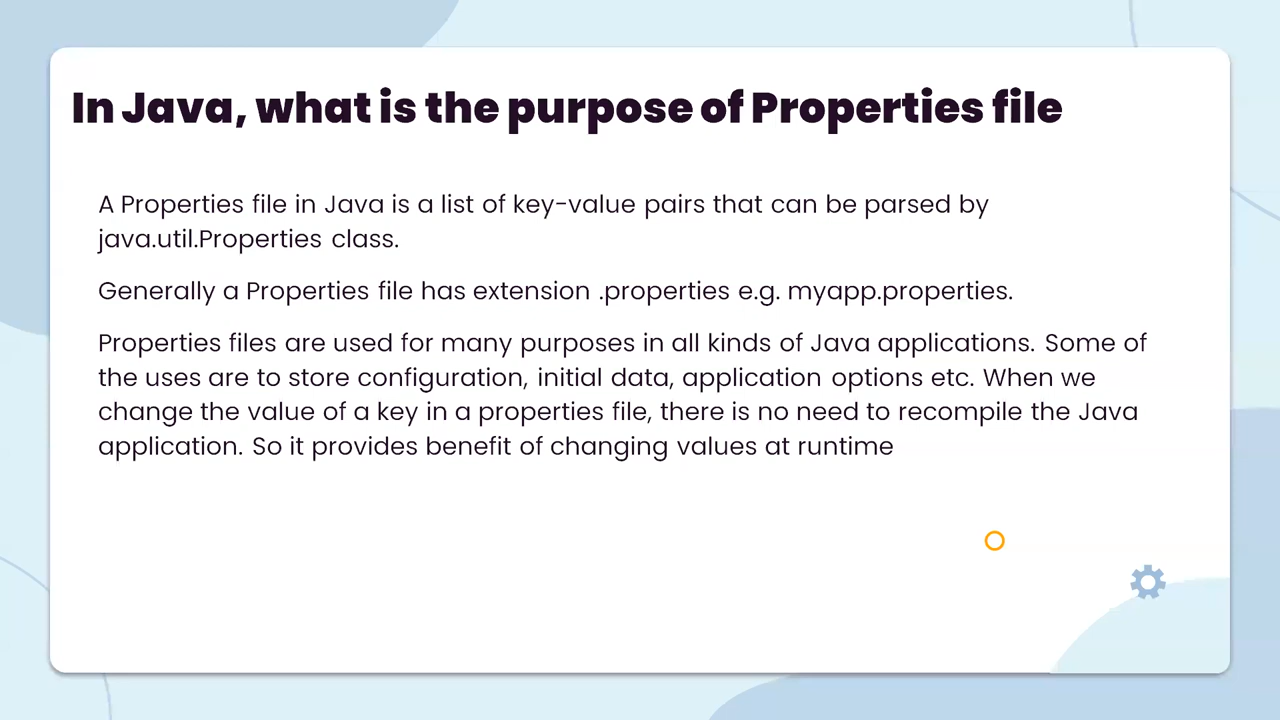 In Java, what is the purpose of Properties file
A Properties file in Java is a list of key-value pairs that can be parsed by
java.util.Properties class.
Generally a Properties file has extension .properties e.g. myapp.properties.
Properties files are used for many purposes in all kinds of Java applications. Some of
the uses are to store configuration, initial data, application options etc. When we
change the value of a key in a properties file, there is no need to recompile the Java
application. So it provides benefit of changing values at runtime